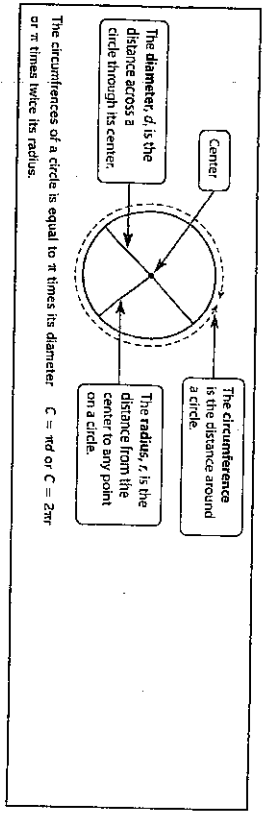 Center
The circumference
is the distance around
a circle.
The diameter, d, is the
distance across a
circle through its center.
The radius, r, is the
distance from the
center to any point
on a circle.
The circumfrences of a circle is equal to π times its diameter C = πd or C = 2πr
or π times twice its radius.